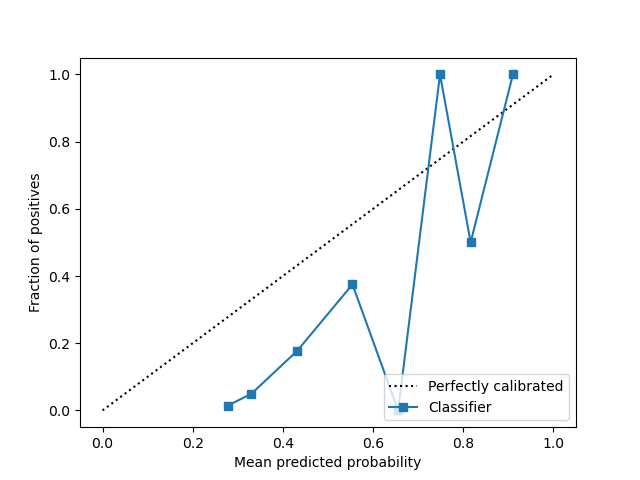 1.0
0.8
0.6
0.4
0.2
0.0
Fraction of positives
0.0 0.2 0.4 0.6 0.8 1.0
Mean predicted probability
Perfectly calibrated
Classifier